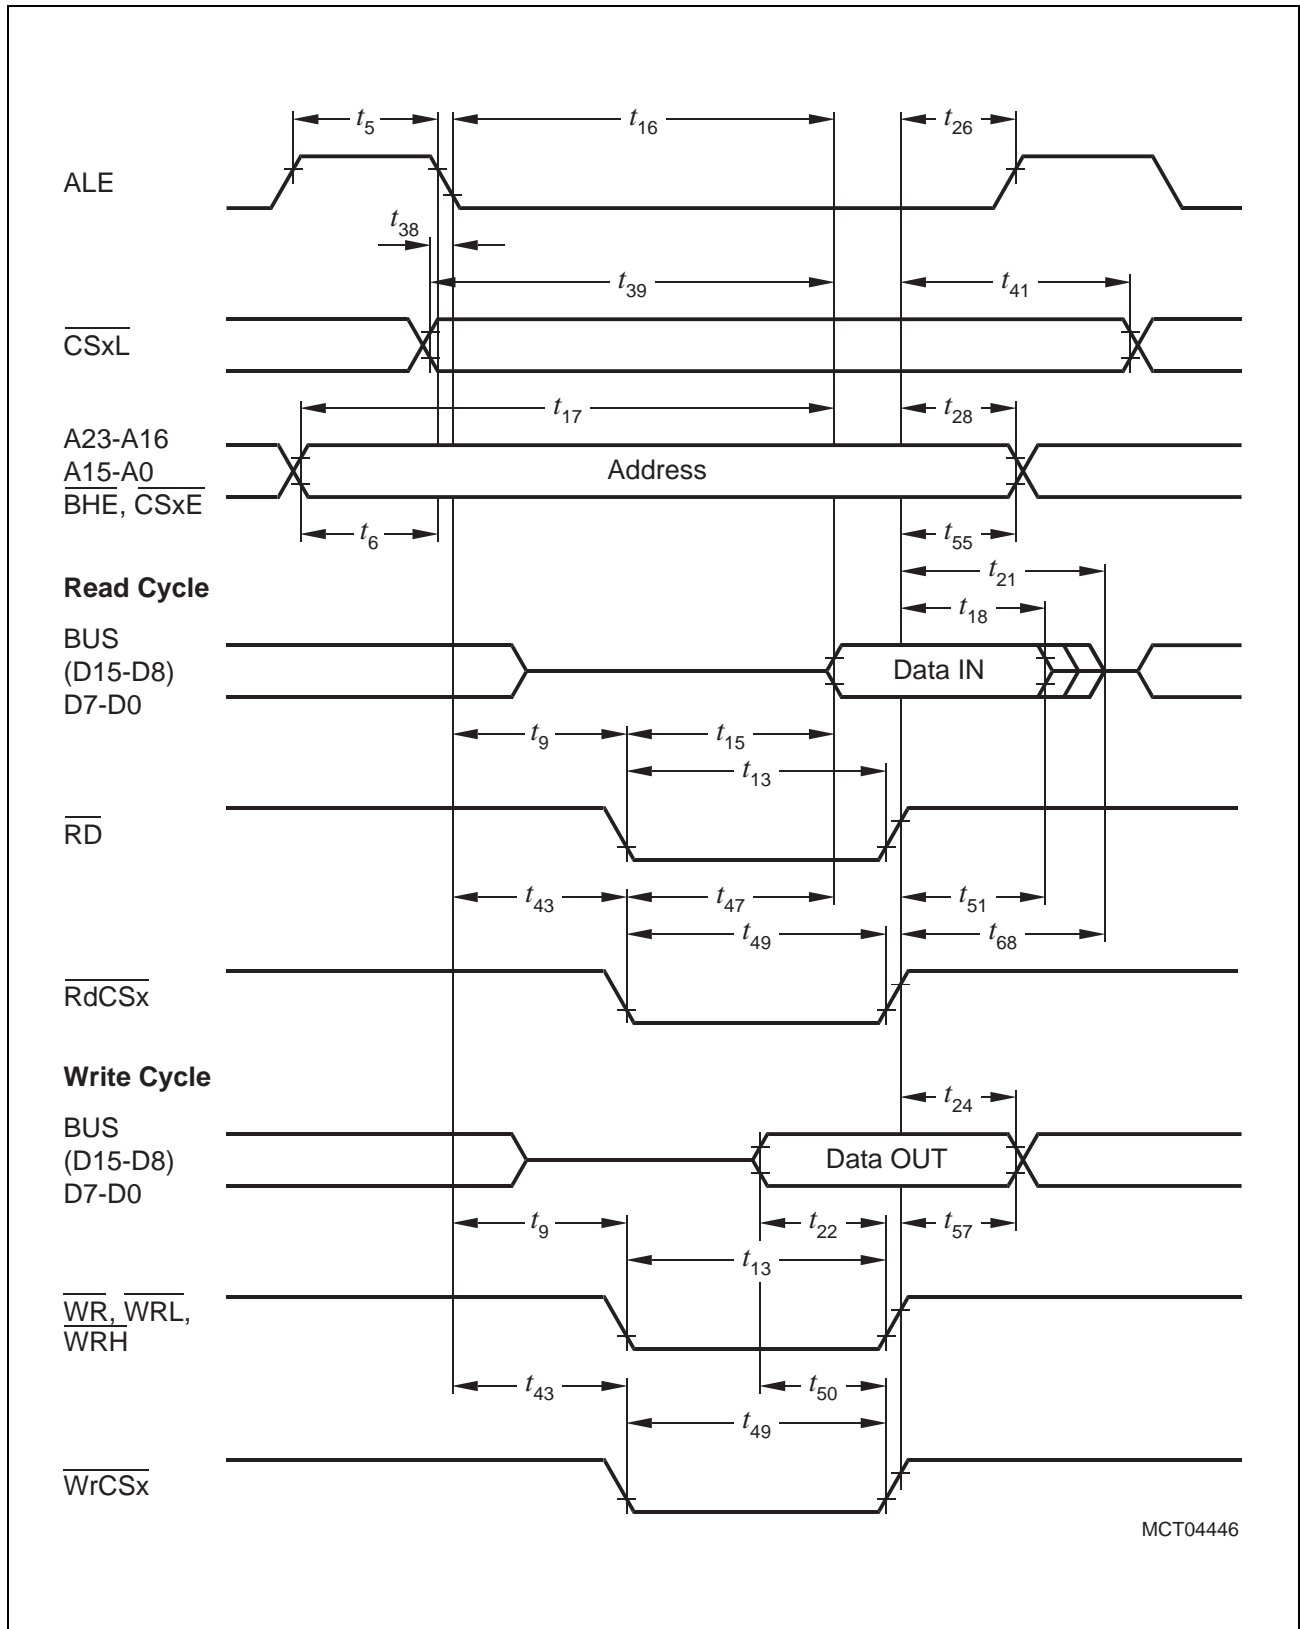 t5 t16 t26
ALE
t38
t39 t41
CSxL
t17 t28
A23-A16
A15-A0
BHE, CSxE
Address
t6 t55
t21
Read Cycle
t18
BUS
(D15-D8)
D7-D0
Data IN
t9 t15
t13
RD
t43 t47 t51
t49 t68
RdCSx
Write Cycle
t24
BUS
(D15-D8)
D7-D0
Data OUT
t9 t22 t57
t13
WR, WRL,
WRH
t43 t50
t49
WrCSx
MCT04446